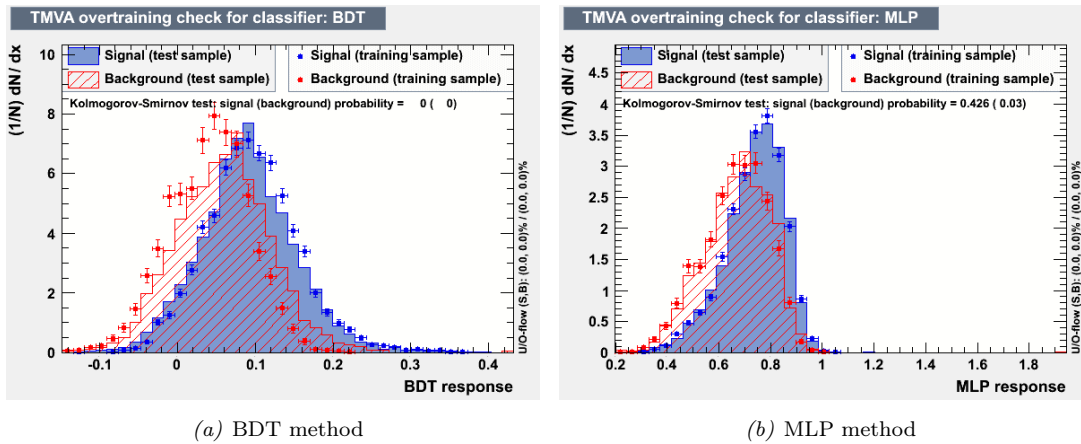 TMVA overtraining check for classifier: BDT
(1/N) dN / dx
10
8
6
4
2
0
Signal (test sample)
Background (test sample)
Signal (training sample)
Background (training sample)
Kolmogorov-Smirnov test: signal (background) probability = 0 ( 0)
U/O-flow (S,B): (0.0, 0.0)% / (0.0, 0.0)%
-0.1 0 0.1 0.2 0.3 0.4
BDT response
(a) BDT method
TMVA overtraining check for classifier: MLP
(1/N) dN / dx
4.5
4
3.5
3
2.5
2
1.5
1
0.5
0
Signal (test sample)
Background (test sample)
Signal (training sample)
Background (training sample)
Kolmogorov-Smirnov test: signal (background) probability = 0.426 ( 0.03)
U/O-flow (S,B): (0.0, 0.0)% / (0.0, 0.0)%
0.2 0.4 0.6 0.8 1 1.2 1.4 1.6 1.8
MLP response
(b) MLP method